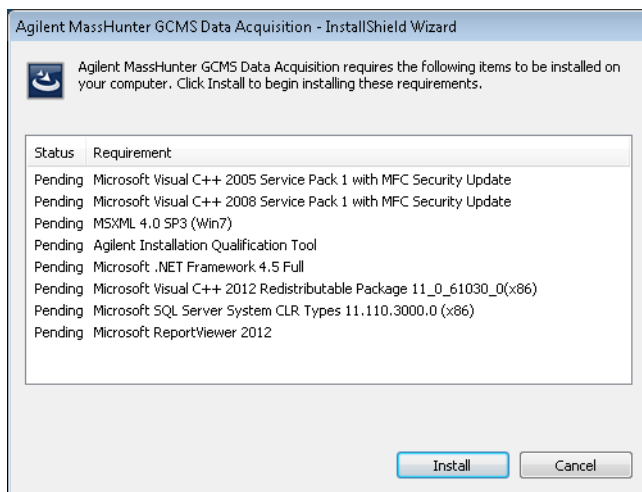 Agilent MassHunter GCMS Data Acquisition - InstallShield Wizard
Agilent MassHunter GCMS Data Acquisition requires the following items to be installed on
your computer. Click Install to begin installing these requirements.
Status Requirement
Pending Microsoft Visual C++ 2005 Service Pack 1 with MFC Security Update
Pending Microsoft Visual C++ 2008 Service Pack 1 with MFC Security Update
Pending MSXML 4.0 SP3 (Win7)
Pending Agilent Installation Qualification Tool
Pending Microsoft .NET Framework 4.5 Full
Pending Microsoft Visual C++ 2012 Redistributable Package 11_0_61030_0(x86)
Pending Microsoft SQL Server System CLR Types 11.110.3000.0 (x86)
Pending Microsoft ReportViewer 2012
Install Cancel